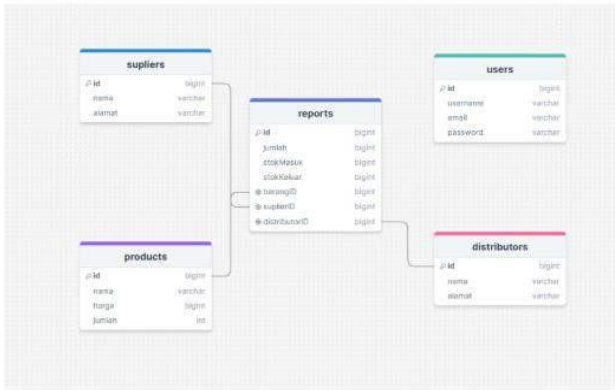 supliers
id bigint
nama varchar
alamat varchar
users
id bigint
username varchar
email varchar
password varchar
reports
id bigint
jumlah bigint
stokMasuk bigint
stokKeluar bigint
barangID bigint
suplierID bigint
distributorID bigint
products
id bigint
nama varchar
harga bigint
jumlah int
distributors
id bigint
nama varchar
alamat varchar